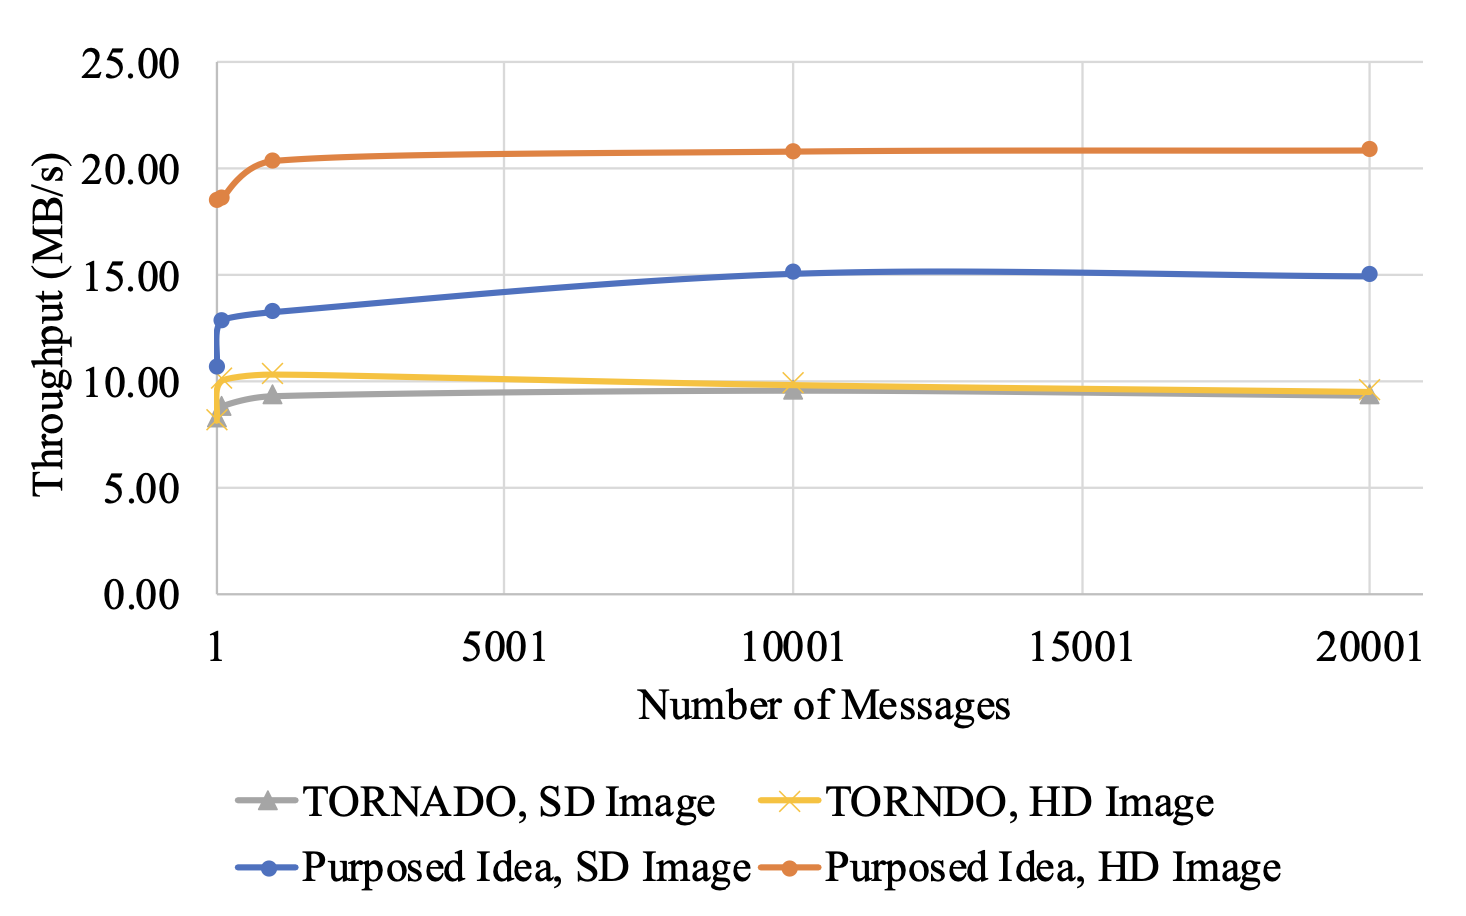 25.00
20.00
15.00
10.00
5.00
0.00
Throughput (MB/s)
1 5001 10001 15001 20001
Number of Messages
TORNADO, SD Image TORNDO, HD Image
Purposed Idea, SD Image Purposed Idea, HD Image